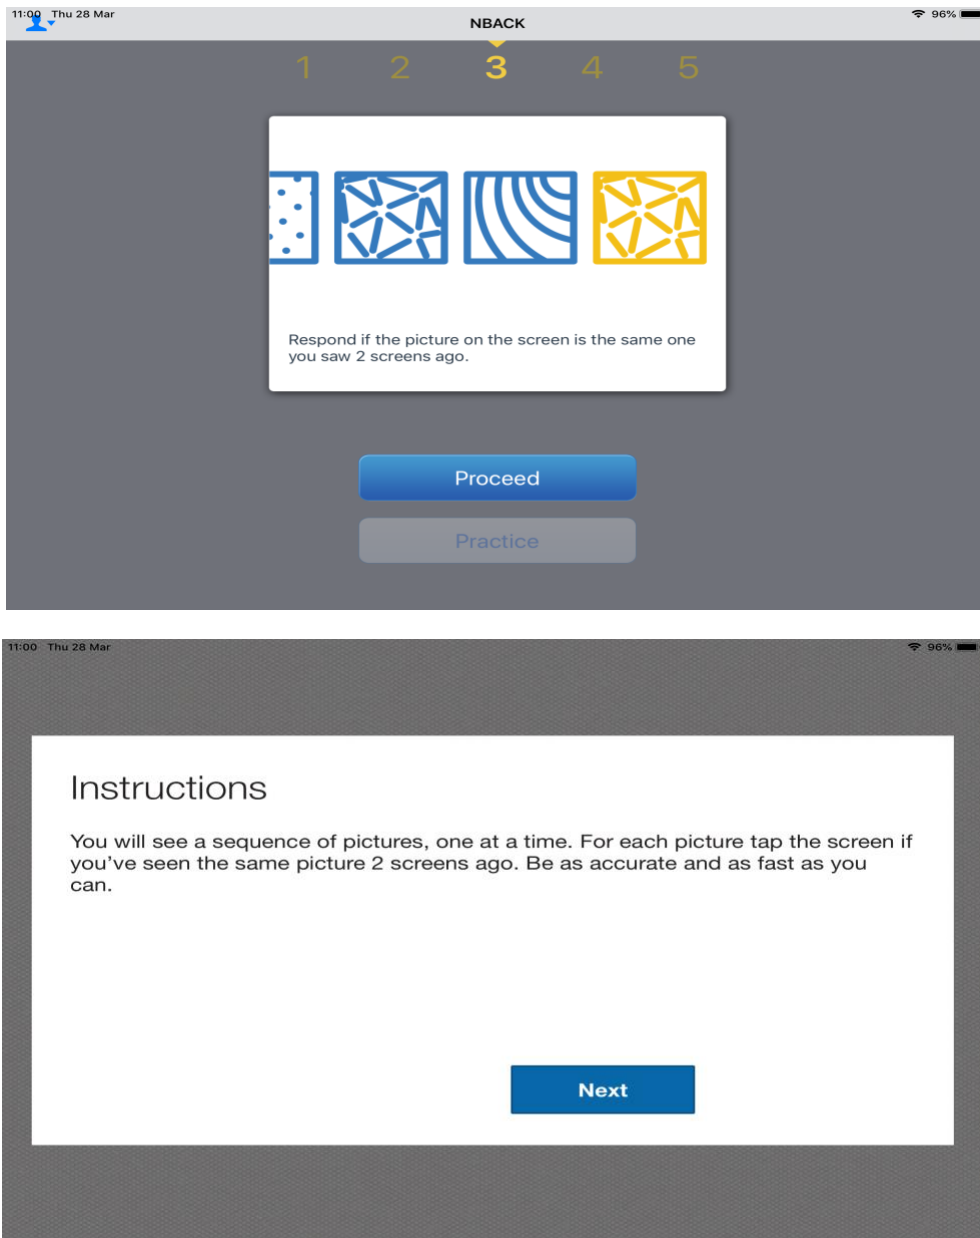 11:00 Thu 28 Mar
96%
NBACK
1 2 3 4 5
Respond if the picture on the screen is the same one
you saw 2 screens ago.
Proceed
Practice
11:00 Thu 28 Mar
96%
Instructions
You will see a sequence of pictures, one at a time. For each picture tap the screen if
you've seen the same picture 2 screens ago. Be as accurate and as fast as you
can.
Next